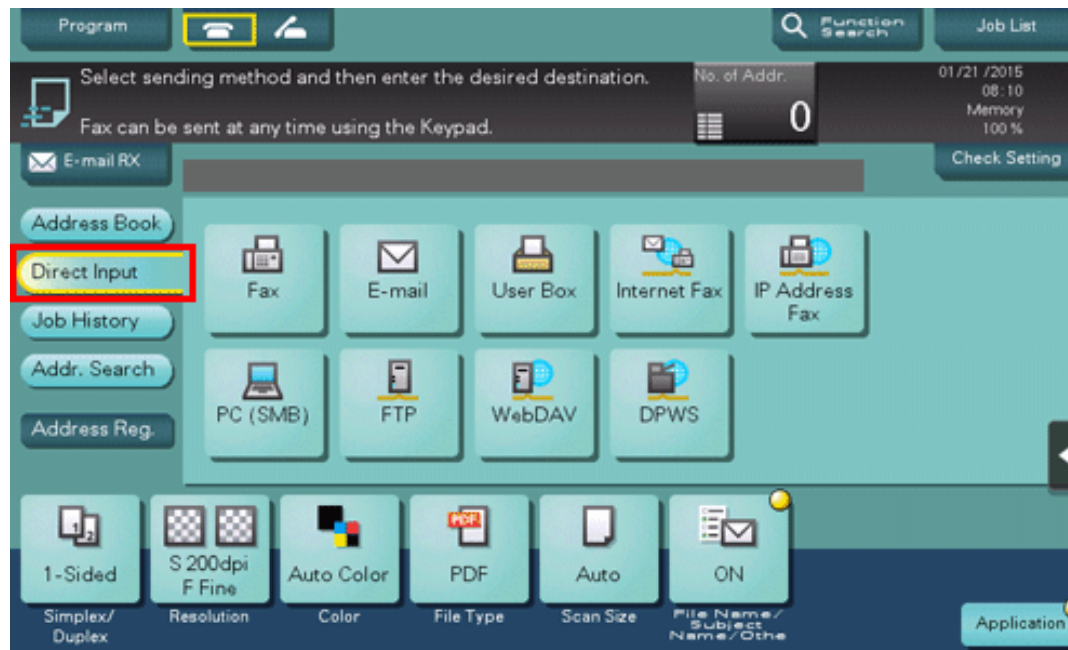 Program
Function
Search
Job List
Select sending method and then enter the desired destination.
Fax can be sent at any time using the Keypad.
No. of Addr.
0
01/21 /2015
08:10
Memory
100 %
E-mail RX
Check Setting
Address Book
Direct Input
Job History
Addr. Search
Address Reg.
Fax
E-mail
User Box
Internet Fax
IP Address
Fax
PC (SMB)
FTP
WebDAV
DPWS
1 2
1-Sided
S 200dpi
F Fine
Auto Color
PDF
PDF
Auto
ON
Simplex/
Duplex
Resolution
Color
File Type
Scan Size
File Name/
Subject
Name/Othe
Application